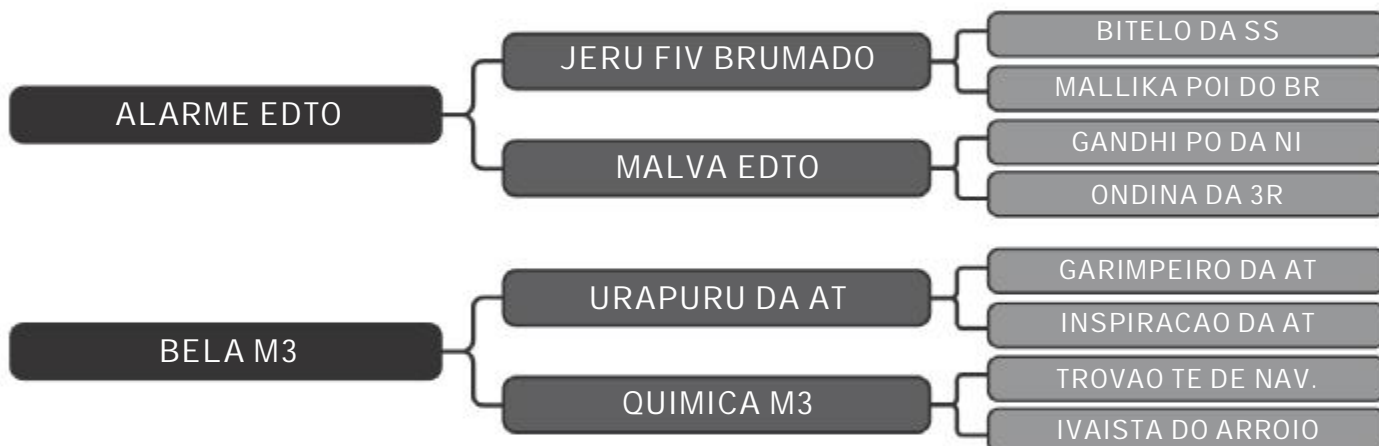 ALARME EDTO
JERU FIV BRUMADO
BITELO DA SS
MALLIKA POI DO BR
MALVA EDTO
GANDHI PO DA NI
ONDINA DA 3R
BELA M3
URAPURU DA AT
GARIMPEIRO DA AT
INSPIRACAO DA AT
QUIMICA M3
TROVAO TE DE NAV.
IVAISTA DO ARROIO